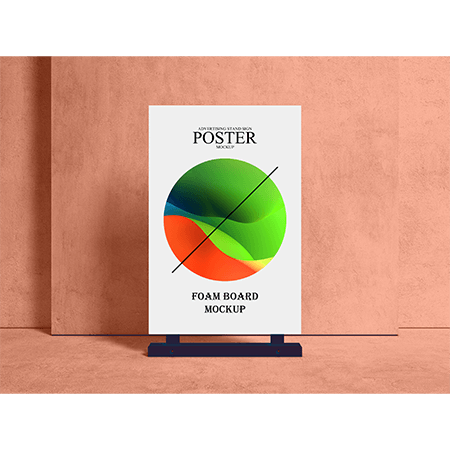 ADVERTISING STAND SIGN
POSTER
MOCKUP
FOAM BOARD
MOCKUP